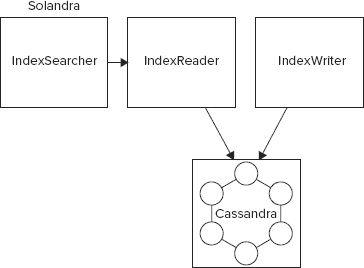 Solandra
IndexSearcher
IndexReader
IndexWriter
Cassandra